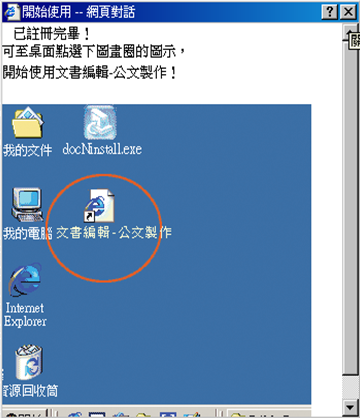 開始使用 -- 網頁對話
已註冊完畢！
可至桌面點選下圖畫圈的圖示，
開始使用文書編輯-公文製作！
我的文件
docNinstall.exe
我的電腦
文書編輯-公文製作
Internet
Explorer
資源回收筒